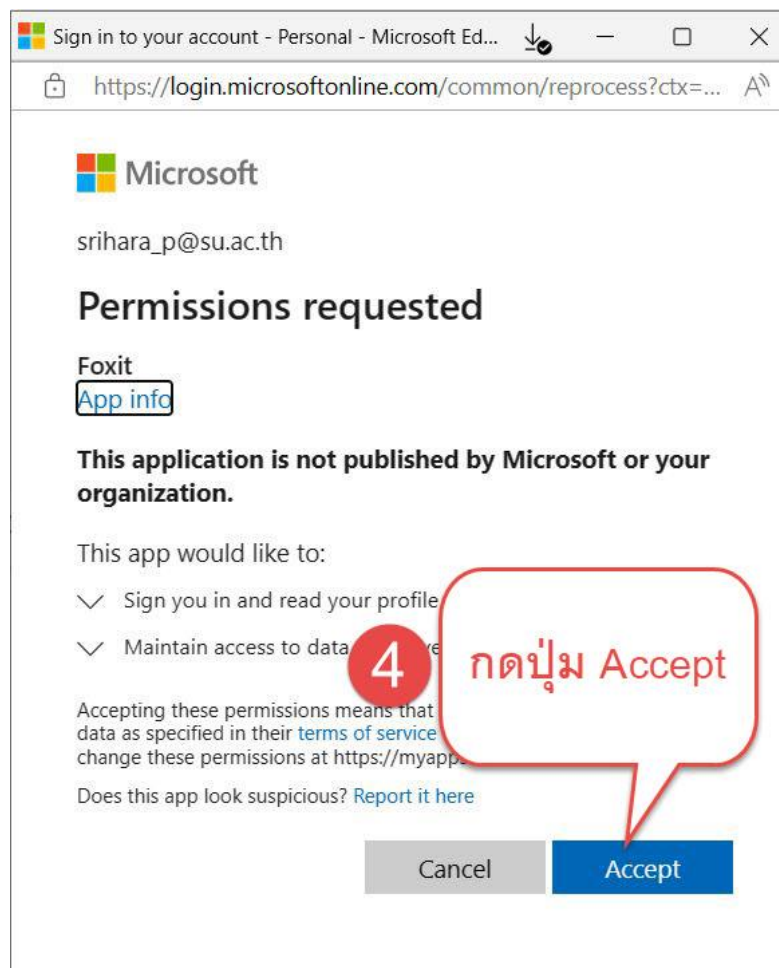 Sign in to your account - Personal - Microsoft Ed...
https://login.microsoftonline.com/common/reprocess?ctx=...
Microsoft
srihara_p@su.ac.th
Permissions requested
Foxit
App info
This application is not published by Microsoft or your
organization.
This app would like to:
Sign you in and read your profile
Maintain access to data
4
กดปุ่ม Accept
Accepting these permissions means that
data as specified in their terms of service
change these permissions at https://myapps
Does this app look suspicious? Report it here
Cancel
Accept